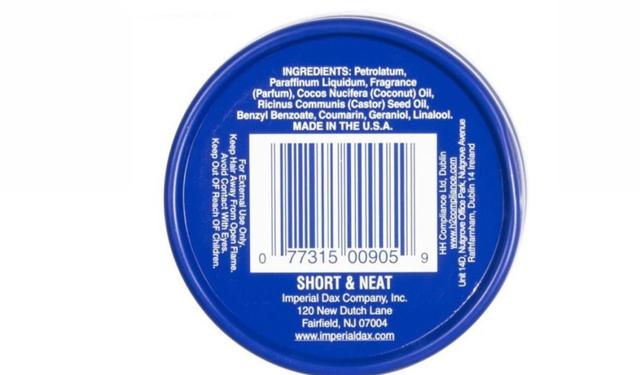 INGREDIENTS: Petrolatum,
Paraffinum Liquidum, Fragrance
(Parfum), Cocos Nucifera (Coconut) Oil,
Ricinus Communis (Castor) Seed Oil,
Benzyl Benzoate, Coumarin, Geraniol, Linalool.
MADE IN THE U.S.A.
For External Use Only.
Keep Hair Away From Open Flame.
Avoid Contact With Eyes.
Keep Out OF Reach OF Children.
HH Compliance Ltd, Dublin
www.h2compliance.com
Unit 14D, Nutgrove Office Park, Nutgrove Avenue
Rathfarnham, Dublin 14 Ireland
0 77315 00905 9
SHORT & NEAT
Imperial Dax Company, Inc.
120 New Dutch Lane
Fairfield, NJ 07004
www.imperialdax.com